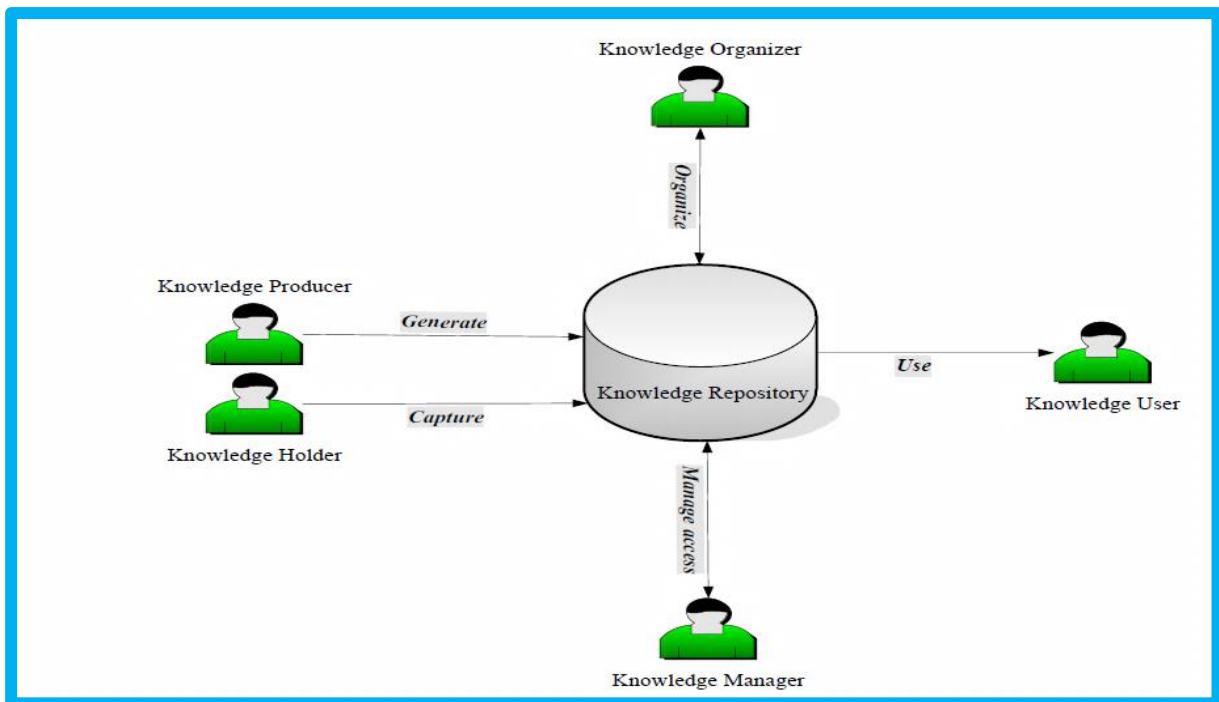 Knowledge Organizer
Organize
Knowledge Producer
Generate
Knowledge Repository
Use
Capture
Knowledge User
Knowledge Holder
Manage access
Knowledge Manager